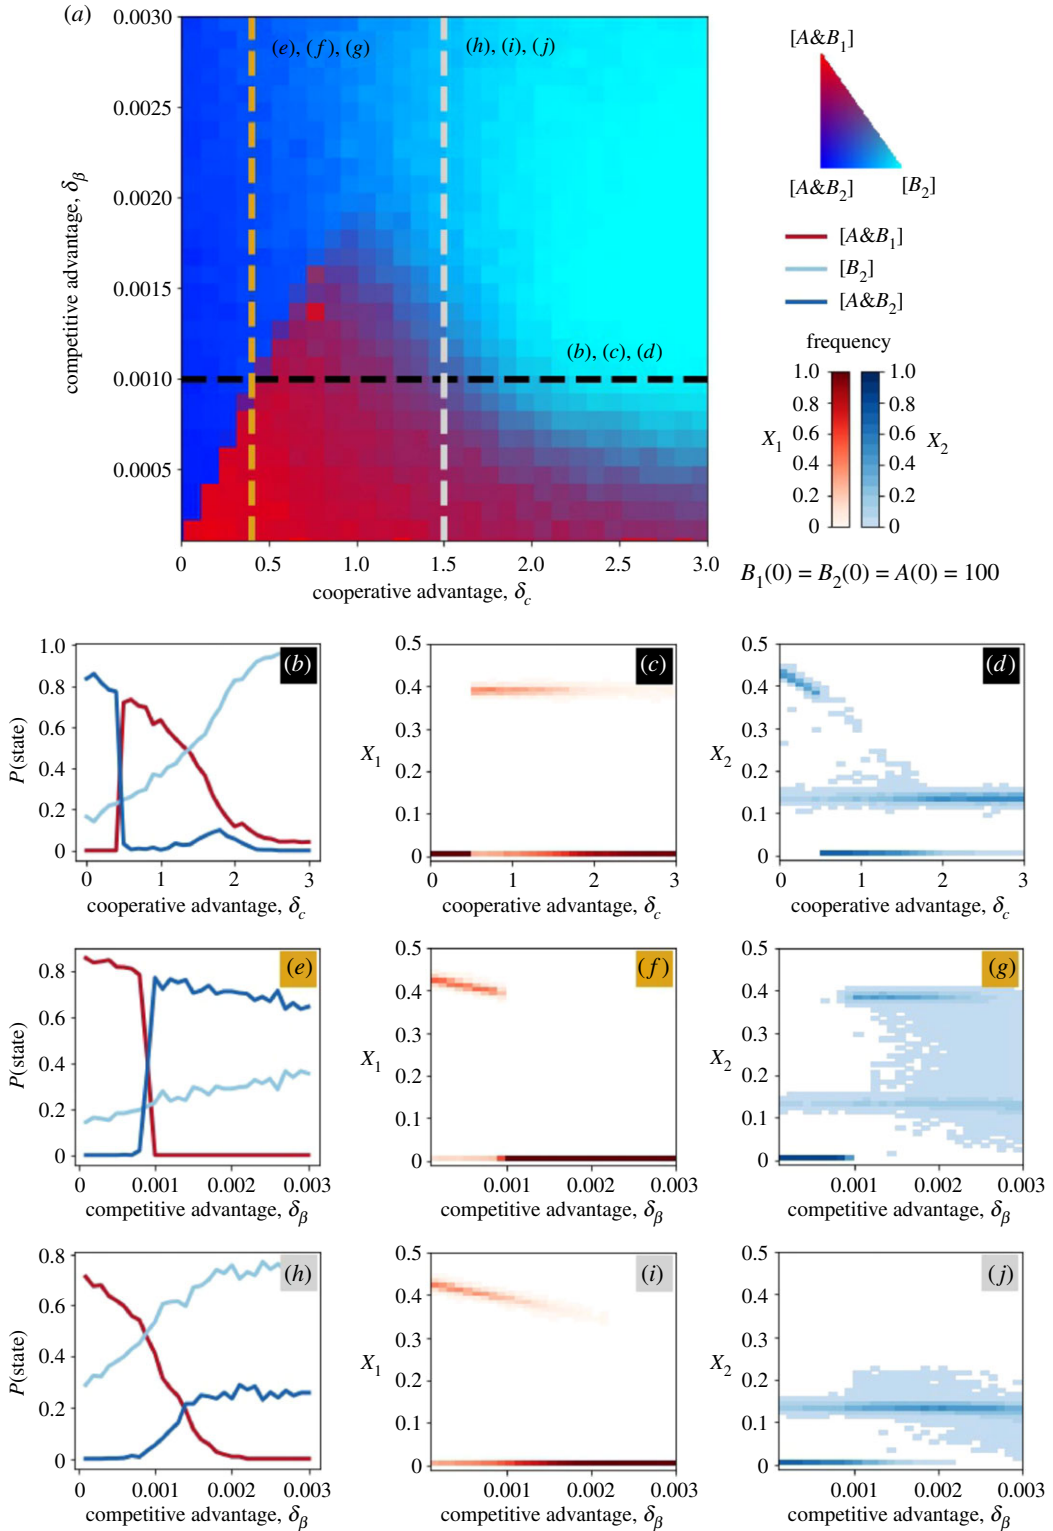 (a)
0.0030
0.0025
0.0020
0.0015
0.0010
0.0005
competitive advantage, δβ
(e), (f), (g)
(h), (i), (j)
(b), (c), (d)
0 0.5 1.0 1.5 2.0 2.5 3.0
cooperative advantage, δc
[A&B1]
[A&B2] [B2]
[A&B1]
[B2]
[A&B2]
frequency
1.0 1.0
0.8 0.8
0.6 0.6
X1 X2
0.4 0.4
0.2 0.2
0 0
B1(0) = B2(0) = A(0) = 100
(b)
1.0
0.8
0.6
0.4
0.2
0
P(state)
0 1 2 3
cooperative advantage, δc
(c)
0.5
0.4
0.3
0.2
0.1
0
X1
0 1 2 3
cooperative advantage, δc
(d)
0.5
0.4
0.3
0.2
0.1
0
X2
0 1 2 3
cooperative advantage, δc
(e)
0.8
0.6
0.4
0.2
0
P(state)
0 0.001 0.002 0.003
competitive advantage, δβ
(f)
0.5
0.4
0.3
0.2
0.1
0
X1
0.001 0.002 0.003
competitive advantage, δβ
(g)
0.5
0.4
0.3
0.2
0.1
0
X2
0.001 0.002 0.003
competitive advantage, δβ
(h)
0.8
0.6
0.4
0.2
0
P(state)
0 0.001 0.002 0.003
competitive advantage, δβ
(i)
0.5
0.4
0.3
0.2
0.1
0
X1
0.001 0.002 0.003
competitive advantage, δβ
(j)
0.5
0.4
0.3
0.2
0.1
0
X2
0.001 0.002 0.003
competitive advantage, δβ